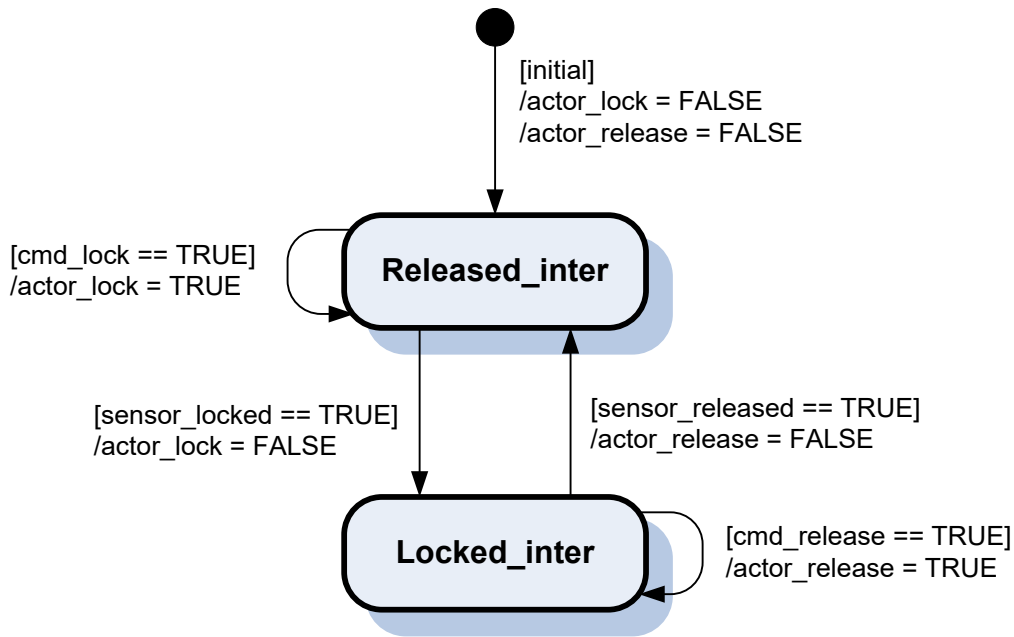 [initial]
/actor_lock = FALSE
/actor_release = FALSE
[cmd_lock == TRUE]
/actor_lock = TRUE
Released_inter
[sensor_locked == TRUE]
/actor_lock = FALSE
[sensor_released == TRUE]
/actor_release = FALSE
Locked_inter
[cmd_release == TRUE]
/actor_release = TRUE